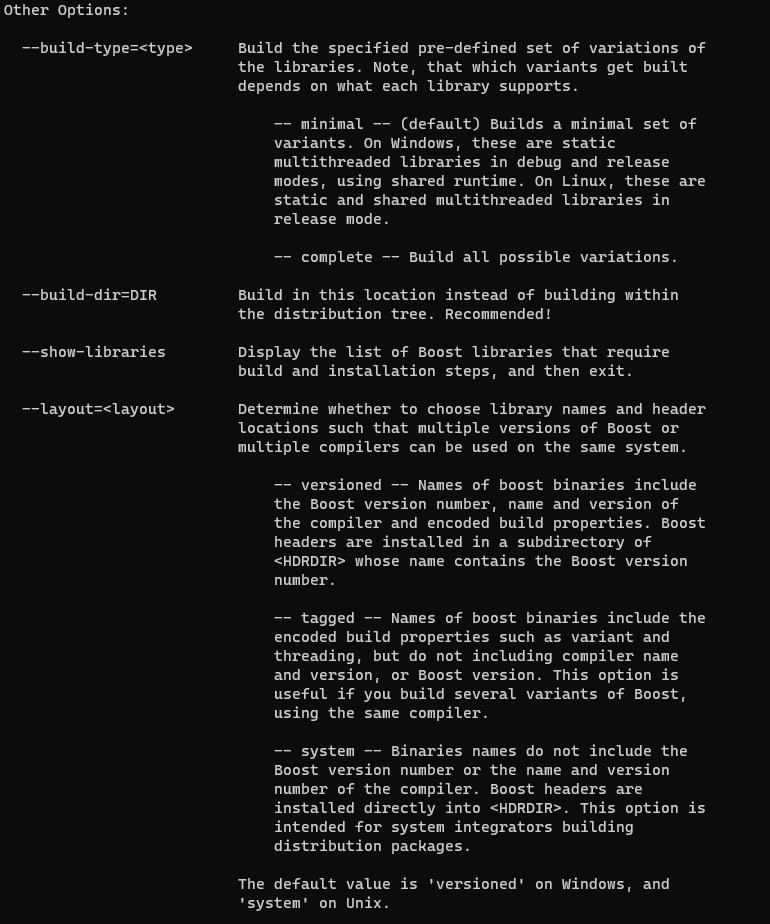 Other Options:
--build-type=<type> Build the specified pre-defined set of variations of
the libraries. Note, that which variants get built
depends on what each library supports.
-- minimal -- (default) Builds a minimal set of
variants. On Windows, these are static
multithreaded libraries in debug and release
modes, using shared runtime. On Linux, these are
static and shared multithreaded libraries in
release mode.
-- complete -- Build all possible variations.
--build-dir=DIR Build in this location instead of building within
the distribution tree. Recommended!
--show-libraries Display the list of Boost libraries that require
build and installation steps, and then exit.
--layout=<layout> Determine whether to choose library names and header
locations such that multiple versions of Boost or
multiple compilers can be used on the same system.
-- versioned -- Names of boost binaries include
the Boost version number, name and version of
the compiler and encoded build properties. Boost
headers are installed in a subdirectory of
<HDRDIR> whose name contains the Boost version
number.
-- tagged -- Names of boost binaries include the
encoded build properties such as variant and
threading, but do not including compiler name
and version, or Boost version. This option is
useful if you build several variants of Boost,
using the same compiler.
-- system -- Binaries names do not include the
Boost version number or the name and version
number of the compiler. Boost headers are
installed directly into <HDRDIR>. This option is
intended for system integrators building
distribution packages.
The default value is 'versioned' on Windows, and
'system' on Unix.